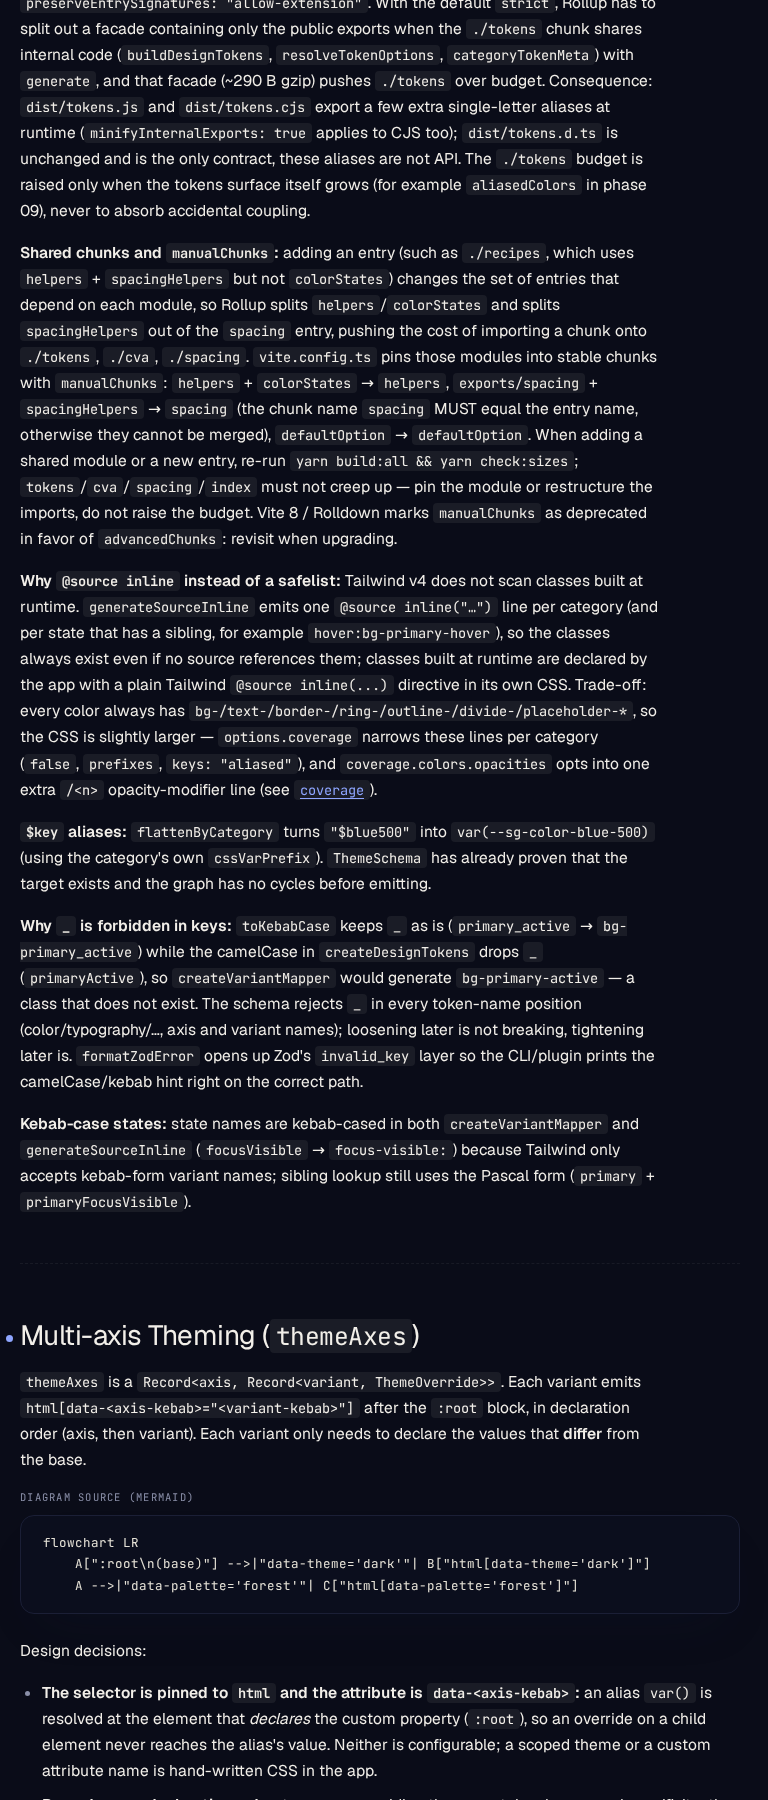 preserveEntrySignatures: "allow-extension". With the default strict, Rollup has to
split out a facade containing only the public exports when the ./tokens chunk shares
internal code (buildDesignTokens, resolveTokenOptions, categoryTokenMeta) with
generate, and that facade (~290 B gzip) pushes ./tokens over budget. Consequence:
dist/tokens.js and dist/tokens.cjs export a few extra single-letter aliases at
runtime (minifyInternalExports: true applies to CJS too); dist/tokens.d.ts is
unchanged and is the only contract, these aliases are not API. The ./tokens budget is
raised only when the tokens surface itself grows (for example aliasedColors in phase
09), never to absorb accidental coupling.
Shared chunks and manualChunks: adding an entry (such as ./recipes, which uses
helpers + spacingHelpers but not colorStates) changes the set of entries that
depend on each module, so Rollup splits helpers/colorStates and splits
spacingHelpers out of the spacing entry, pushing the cost of importing a chunk onto
./tokens, ./cva, ./spacing. vite.config.ts pins those modules into stable chunks
with manualChunks: helpers + colorStates → helpers, exports/spacing +
spacingHelpers → spacing (the chunk name spacing MUST equal the entry name,
otherwise they cannot be merged), defaultOption → defaultOption. When adding a
shared module or a new entry, re-run yarn build:all && yarn check:sizes;
tokens/cva/spacing/index must not creep up — pin the module or restructure the
imports, do not raise the budget. Vite 8 / Rolldown marks manualChunks as deprecated
in favor of advancedChunks: revisit when upgrading.
Why @source inline instead of a safelist: Tailwind v4 does not scan classes built at
runtime. generateSourceInline emits one @source inline("…") line per category (and
per state that has a sibling, for example hover:bg-primary-hover), so the classes
always exist even if no source references them; classes built at runtime are declared by
the app with a plain Tailwind @source inline(...) directive in its own CSS. Trade-off:
every color always has bg-/text-/border-/ring-/outline-/divide-/placeholder-*, so
the CSS is slightly larger — options.coverage narrows these lines per category
(false, prefixes, keys: "aliased"), and coverage.colors.opacities opts into one
extra /<n> opacity-modifier line (see coverage).
$key aliases: flattenByCategory turns "$blue500" into var(--sg-color-blue-500)
(using the category's own cssVarPrefix). ThemeSchema has already proven that the
target exists and the graph has no cycles before emitting.
Why _ is forbidden in keys: toKebabCase keeps _ as is (primary_active → bg-
primary_active) while the camelCase in createDesignTokens drops _
(primaryActive), so createVariantMapper would generate bg-primary-active — a
class that does not exist. The schema rejects _ in every token-name position
(color/typography/…, axis and variant names); loosening later is not breaking, tightening
later is. formatZodError opens up Zod's invalid_key layer so the CLI/plugin prints the
camelCase/kebab hint right on the correct path.
Kebab-case states: state names are kebab-cased in both createVariantMapper and
generateSourceInline (focusVisible → focus-visible:) because Tailwind only
accepts kebab-form variant names; sibling lookup still uses the Pascal form (primary +
primaryFocusVisible).
Multi-axis Theming (themeAxes)
themeAxes is a Record<axis, Record<variant, ThemeOverride>>. Each variant emits
html[data-<axis-kebab>="<variant-kebab>"] after the :root block, in declaration
order (axis, then variant). Each variant only needs to declare the values that differ from
the base.
DIAGRAM SOURCE (MERMAID)
flowchart LR
    A[":root\n(base)"] -->|"data-theme='dark'"| B["html[data-theme='dark']"]
    A -->|"data-palette='forest'"| C["html[data-palette='forest']"]
Design decisions:
The selector is pinned to html and the attribute is data-<axis-kebab>: an alias var() is
resolved at the element that declares the custom property (:root), so an override on a child
element never reaches the alias's value. Neither is configurable; a scoped theme or a custom
attribute name is hand-written CSS in the app.